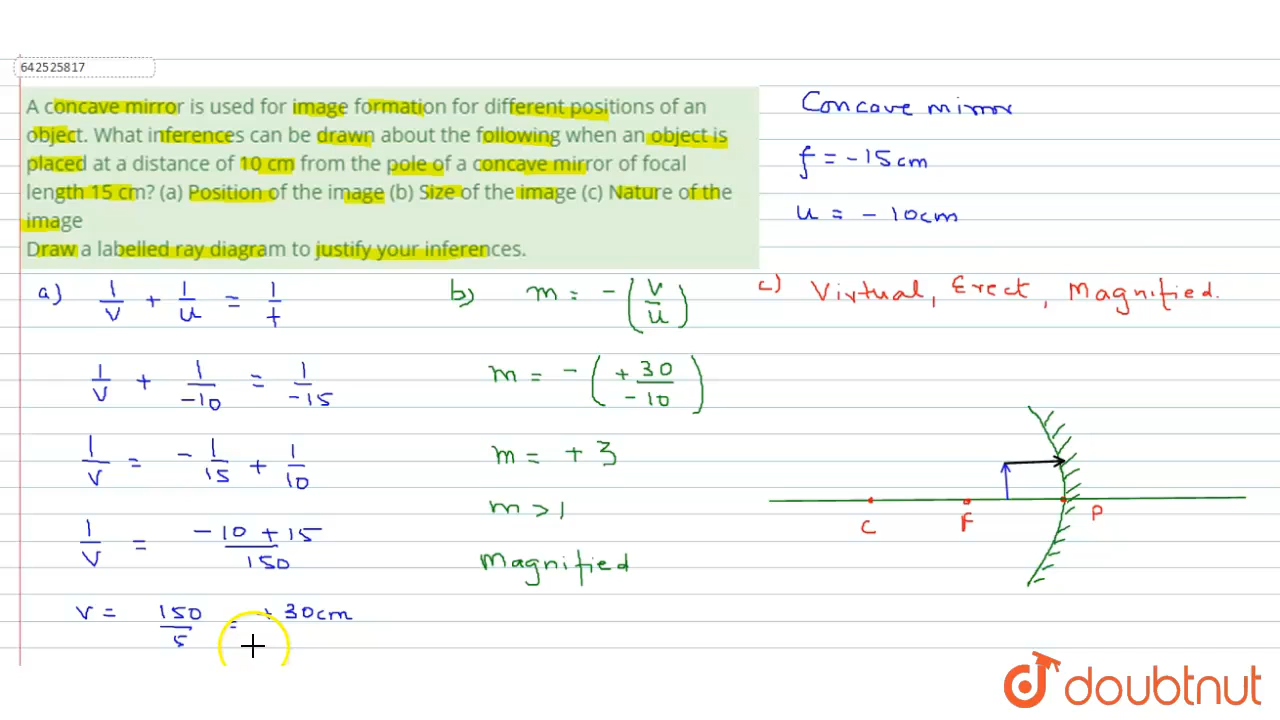 642525817
A concave mirror is used for image formation for different positions of an
object. What inferences can be drawn about the following when an object is
placed at a distance of 10 cm from the pole of a concave mirror of focal
length 15 cm? (a) Position of the image (b) Size of the image (c) Nature of the
image
Draw a labelled ray diagram to justify your inferences.
Concave mirror
f = -15 cm
u = - 10 cm
a) 1/v + 1/u = 1/f
1/v + 1/-10 = 1/-15
1/v = - 1/15 + 1/10
1/v = -10 + 15/150
v = 150/5 = + 30 cm
b) m = - (v/u)
m = - (+ 30/- 10)
m = + 3
m > 1
Magnified
c) Virtual, Erect, Magnified.
C F P
doubtnut